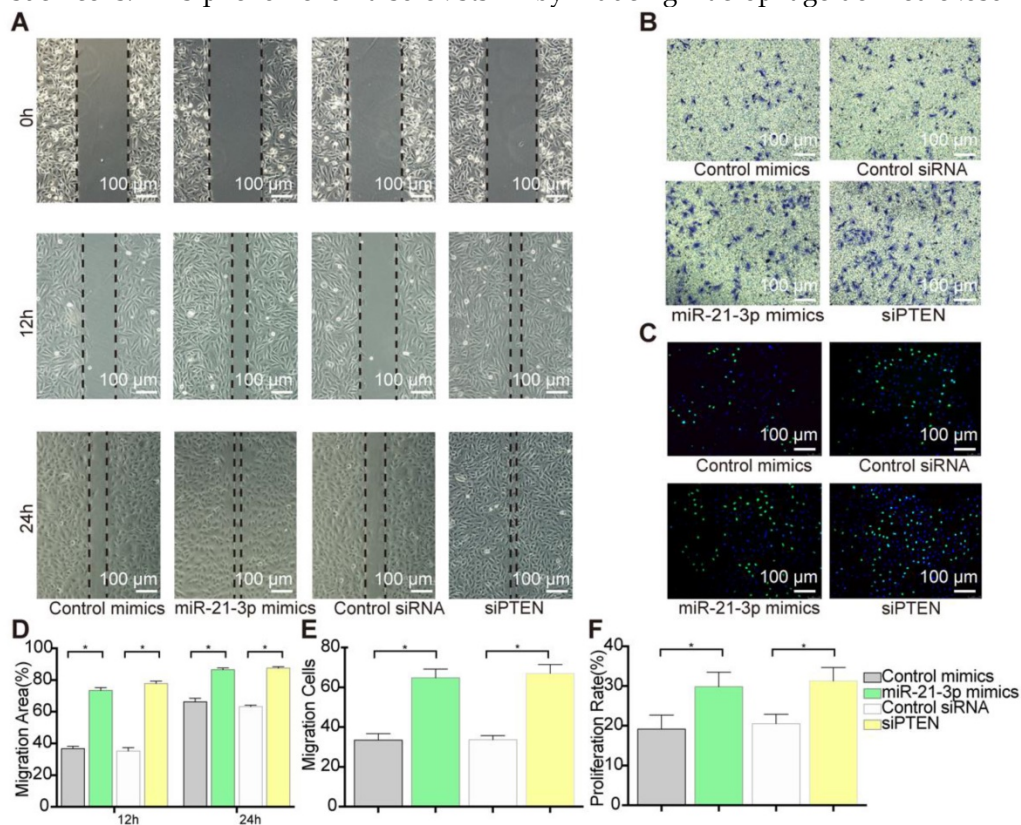 A
B
0h
100 µm 100 µm 100 µm 100 µm
100 µm 100 µm
Control mimics Control siRNA
12h
100 µm 100 µm 100 µm 100 µm
100 µm 100 µm
miR-21-3p mimics siPTEN
C
100 µm 100 µm
Control mimics Control siRNA
24h
100 µm 100 µm 100 µm 100 µm
Control mimics miR-21-3p mimics Control siRNA siPTEN
100 µm 100 µm
miR-21-3p mimics siPTEN
D
Migration Area(%)
100
80
60
40
20
0
* * * *
12h 24h
E
Migration Cells
80
60
40
20
0
* *
F
Proliferation Rate(%)
40
30
20
10
0
* *
Control mimics
miR-21-3p mimics
Control siRNA
siPTEN